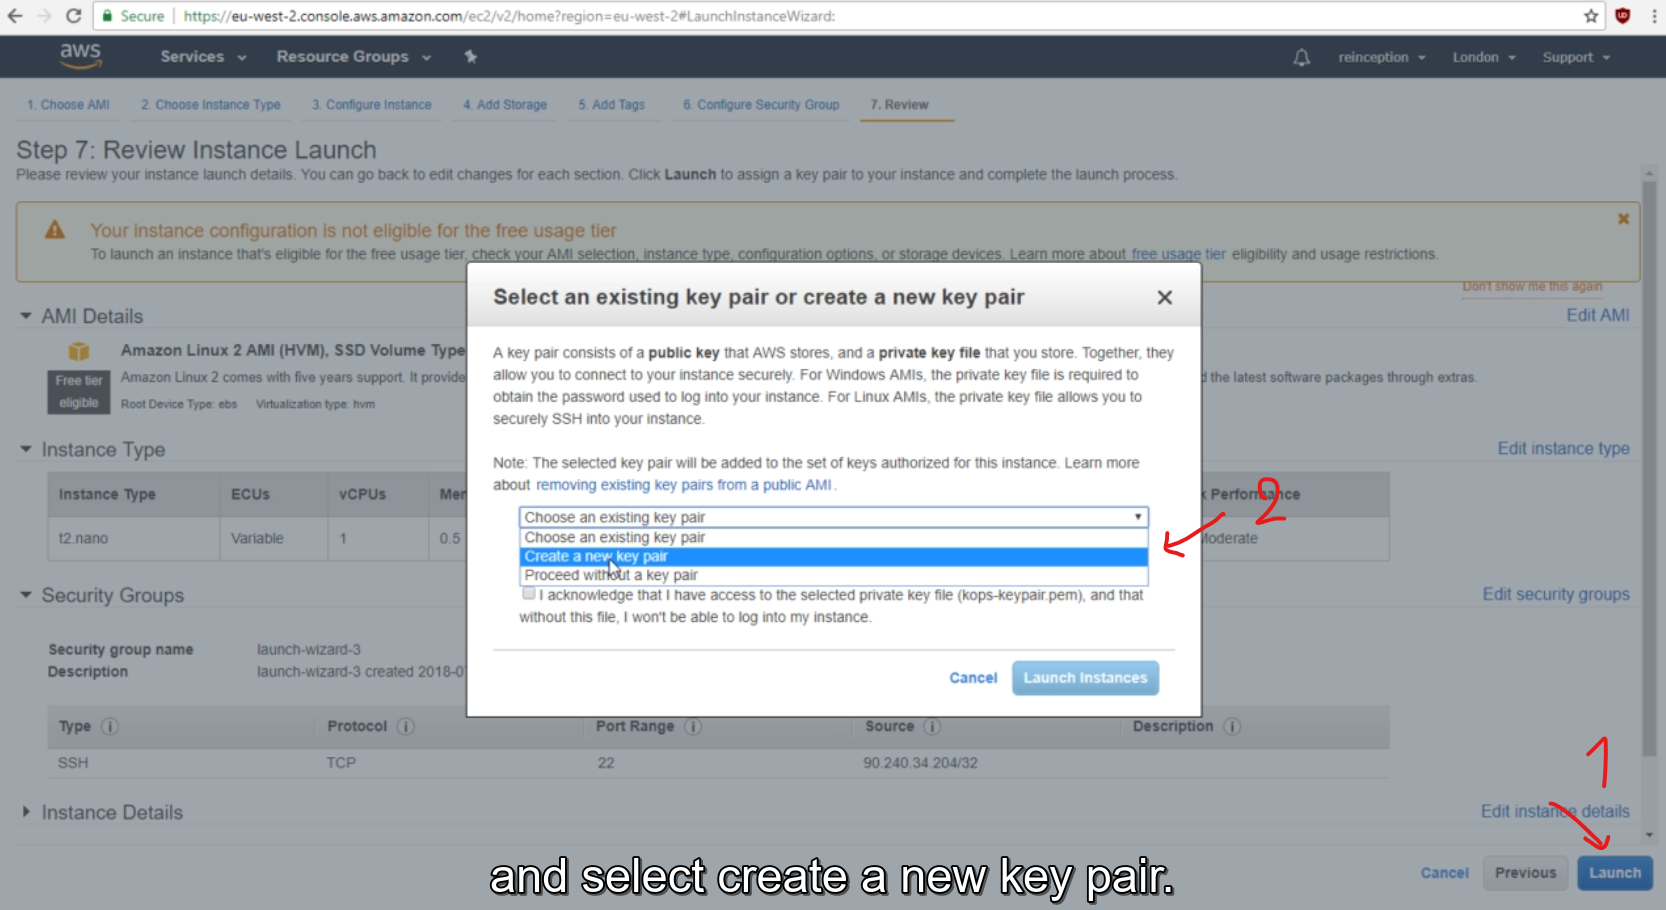 Secure | https://eu-west-2.console.aws.amazon.com/ec2/v2/home?region=eu-west-2#LaunchInstanceWizard:
aws Services Resource Groups reinception London Support
1. Choose AMI 2. Choose Instance Type 3. Configure Instance 4. Add Storage 5. Add Tags 6. Configure Security Group 7. Review
Step 7: Review Instance Launch
Please review your instance launch details. You can go back to edit changes for each section. Click Launch to assign a key pair to your instance and complete the launch process.
Your instance configuration is not eligible for the free usage tier
To launch an instance that's eligible for the free usage tier, check your AMI selection, instance type, configuration options, or storage devices. Learn more about free usage tier eligibility and usage restrictions.
Don't show me this again
AMI Details Edit AMI
Amazon Linux 2 AMI (HVM), SSD Volume Type
Free tier eligible
Amazon Linux 2 comes with five years support. It provide
the latest software packages through extras.
Root Device Type: ebs Virtualization type: hvm
Instance Type Edit instance type
Instance Type ECUs vCPUs Performance
t2.nano Variable 1 0.5 Moderate
Security Groups Edit security groups
Security group name launch-wizard-3
Description launch-wizard-3 created 2018-0
Type Protocol Port Range Source Description
SSH TCP 22 90.240.34.204/32
Instance Details Edit instance details
Cancel Previous Launch
Select an existing key pair or create a new key pair
A key pair consists of a public key that AWS stores, and a private key file that you store. Together, they
allow you to connect to your instance securely. For Windows AMIs, the private key file is required to
obtain the password used to log into your instance. For Linux AMIs, the private key file allows you to
securely SSH into your instance.
Note: The selected key pair will be added to the set of keys authorized for this instance. Learn more
about removing existing key pairs from a public AMI.
Choose an existing key pair
Choose an existing key pair
Create a new key pair
Proceed without a key pair
I acknowledge that I have access to the selected private key file (kops-keypair.pem), and that
without this file, I won't be able to log into my instance.
Cancel Launch Instances
2
1
and select create a new key pair.